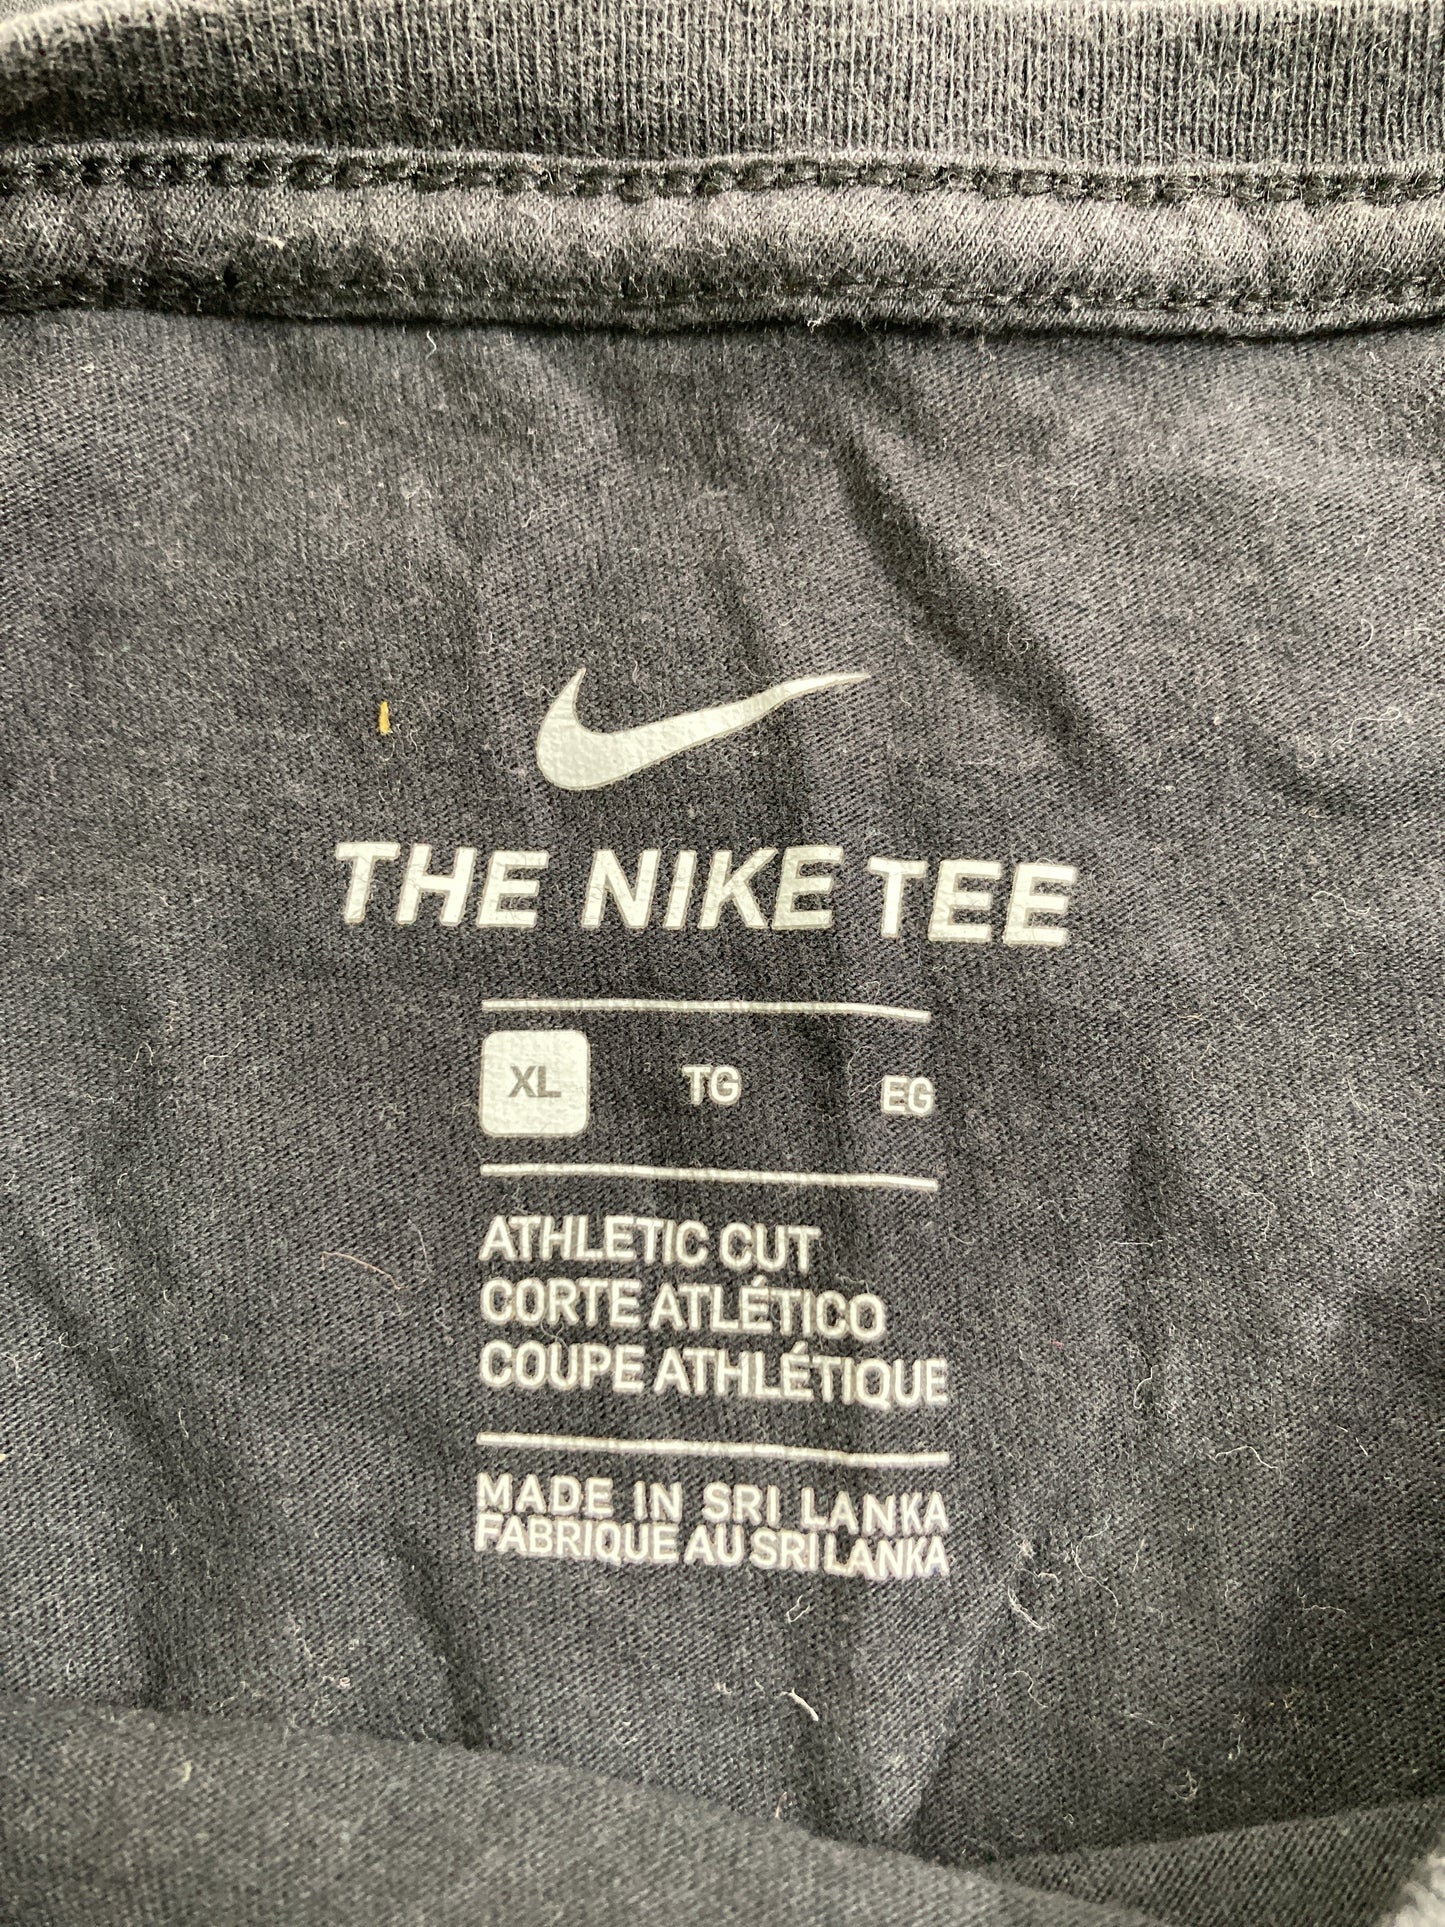 THE NIKE TEE
XL TG EG
ATHLETIC CUT
CORTE ATLÉTICO
COUPE ATHLÉTIQUE
MADE IN SRI LANKA
FABRIQUE AU SRI LANKA